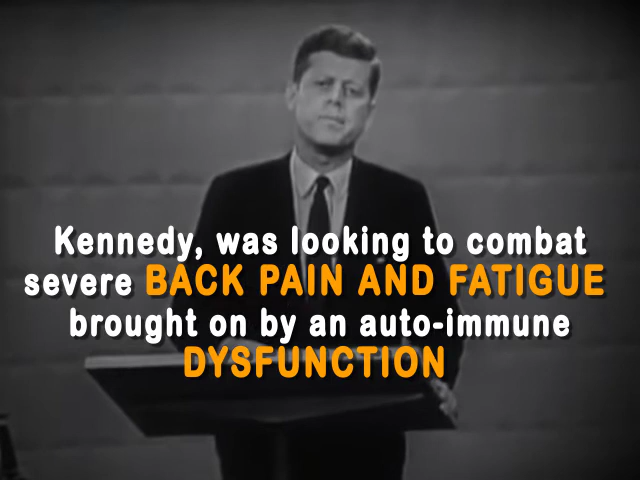 Kennedy, was looking to combat
severe BACK PAIN AND FATIGUE
brought on by an auto-immune
DYSFUNCTION